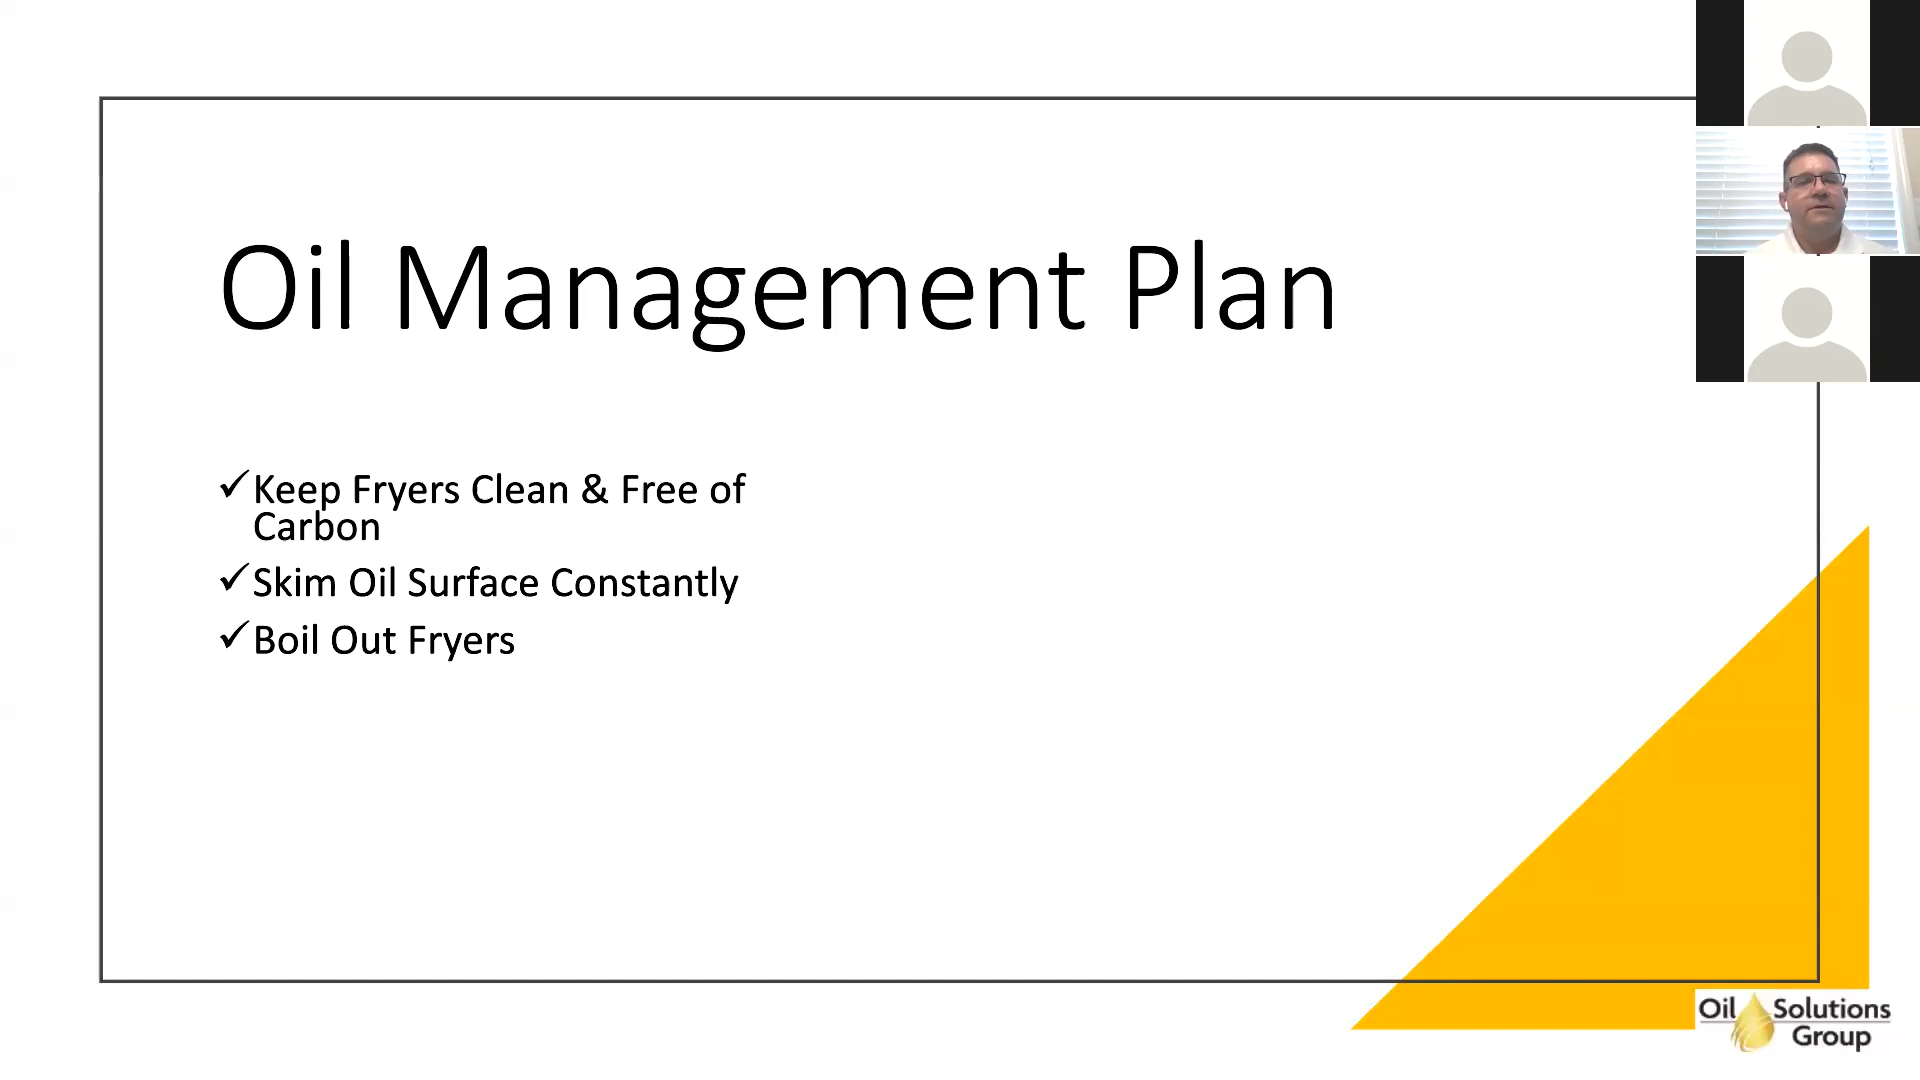 Oil Management Plan
✓Keep Fryers Clean & Free of
Carbon
✓Skim Oil Surface Constantly
✓Boil Out Fryers
Oil Solutions
Group